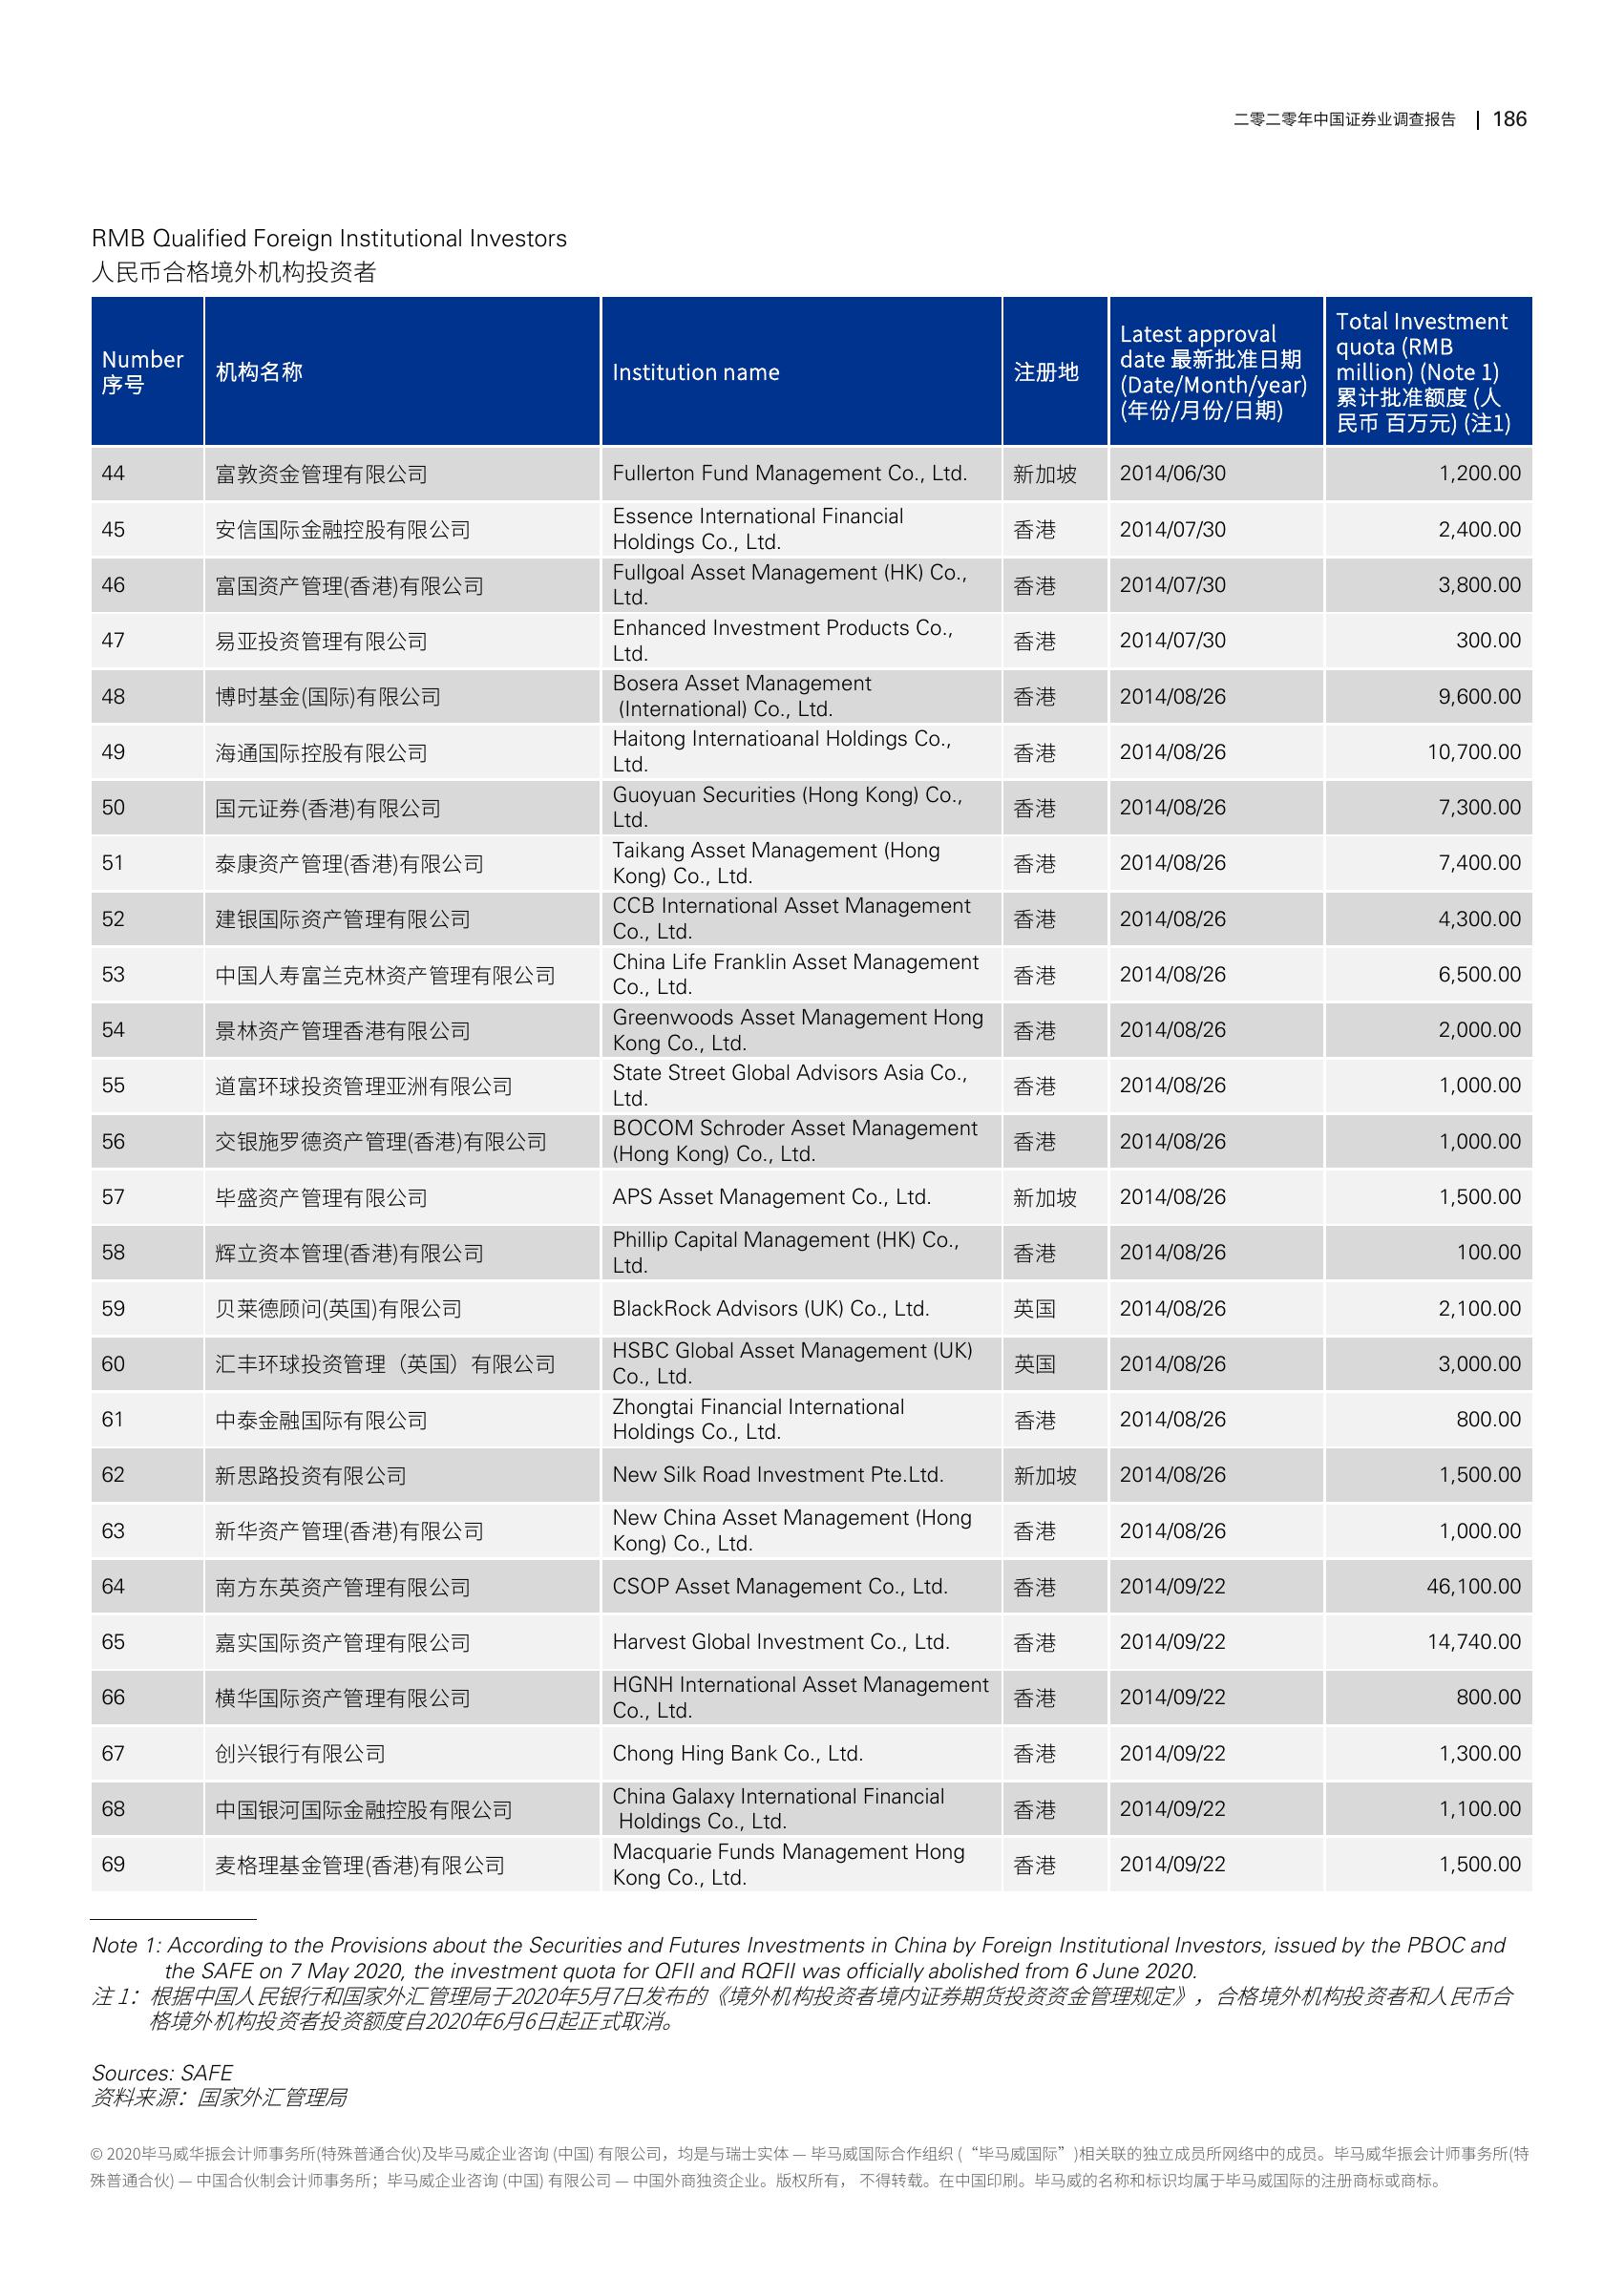 二零二零年中国证券业调查报告 | 186
RMB Qualified Foreign Institutional Investors
人民币合格境外机构投资者
Number
序号
机构名称
Institution name
注册地
Latest approval
date 最新批准日期
(Date/Month/year)
(年份/月份/日期)
Total Investment
quota (RMB
million) (Note 1)
累计批准额度 (人
民币 百万元) (注1)
44 富敦资金管理有限公司 Fullerton Fund Management Co., Ltd. 新加坡 2014/06/30 1,200.00
45 安信国际金融控股有限公司 Essence International Financial
Holdings Co., Ltd. 香港 2014/07/30 2,400.00
46 富国资产管理(香港)有限公司 Fullgoal Asset Management (HK) Co.,
Ltd. 香港 2014/07/30 3,800.00
47 易亚投资管理有限公司 Enhanced Investment Products Co.,
Ltd. 香港 2014/07/30 300.00
48 博时基金(国际)有限公司 Bosera Asset Management
(International) Co., Ltd. 香港 2014/08/26 9,600.00
49 海通国际控股有限公司 Haitong Internatioanal Holdings Co.,
Ltd. 香港 2014/08/26 10,700.00
50 国元证券(香港)有限公司 Guoyuan Securities (Hong Kong) Co.,
Ltd. 香港 2014/08/26 7,300.00
51 泰康资产管理(香港)有限公司 Taikang Asset Management (Hong
Kong) Co., Ltd. 香港 2014/08/26 7,400.00
52 建银国际资产管理有限公司 CCB International Asset Management
Co., Ltd. 香港 2014/08/26 4,300.00
53 中国人寿富兰克林资产管理有限公司 China Life Franklin Asset Management
Co., Ltd. 香港 2014/08/26 6,500.00
54 景林资产管理香港有限公司 Greenwoods Asset Management Hong
Kong Co., Ltd. 香港 2014/08/26 2,000.00
55 道富环球投资管理亚洲有限公司 State Street Global Advisors Asia Co.,
Ltd. 香港 2014/08/26 1,000.00
56 交银施罗德资产管理(香港)有限公司 BOCOM Schroder Asset Management
(Hong Kong) Co., Ltd. 香港 2014/08/26 1,000.00
57 毕盛资产管理有限公司 APS Asset Management Co., Ltd. 新加坡 2014/08/26 1,500.00
58 辉立资本管理(香港)有限公司 Phillip Capital Management (HK) Co.,
Ltd. 香港 2014/08/26 100.00
59 贝莱德顾问(英国)有限公司 BlackRock Advisors (UK) Co., Ltd. 英国 2014/08/26 2,100.00
60 汇丰环球投资管理（英国）有限公司 HSBC Global Asset Management (UK)
Co., Ltd. 英国 2014/08/26 3,000.00
61 中泰金融国际有限公司 Zhongtai Financial International
Holdings Co., Ltd. 香港 2014/08/26 800.00
62 新思路投资有限公司 New Silk Road Investment Pte.Ltd. 新加坡 2014/08/26 1,500.00
63 新华资产管理(香港)有限公司 New China Asset Management (Hong
Kong) Co., Ltd. 香港 2014/08/26 1,000.00
64 南方东英资产管理有限公司 CSOP Asset Management Co., Ltd. 香港 2014/09/22 46,100.00
65 嘉实国际资产管理有限公司 Harvest Global Investment Co., Ltd. 香港 2014/09/22 14,740.00
66 横华国际资产管理有限公司 HGNH International Asset Management
Co., Ltd. 香港 2014/09/22 800.00
67 创兴银行有限公司 Chong Hing Bank Co., Ltd. 香港 2014/09/22 1,300.00
68 中国银河国际金融控股有限公司 China Galaxy International Financial
Holdings Co., Ltd. 香港 2014/09/22 1,100.00
69 麦格理基金管理(香港)有限公司 Macquarie Funds Management Hong
Kong Co., Ltd. 香港 2014/09/22 1,500.00
Note 1: According to the Provisions about the Securities and Futures Investments in China by Foreign Institutional Investors, issued by the PBOC and
the SAFE on 7 May 2020, the investment quota for QFII and RQFII was officially abolished from 6 June 2020.
注 1：根据中国人民银行和国家外汇管理局于2020年5月7日发布的《境外机构投资者境内证券期货投资资金管理规定》，合格境外机构投资者和人民币合
格境外机构投资者投资额度自2020年6月6日起正式取消。
Sources: SAFE
资料来源：国家外汇管理局
© 2020毕马威华振会计师事务所(特殊普通合伙)及毕马威企业咨询 (中国) 有限公司，均是与瑞士实体 — 毕马威国际合作组织 (“毕马威国际”)相关联的独立成员所网络中的成员。毕马威华振会计师事务所(特
殊普通合伙) — 中国合伙制会计师事务所；毕马威企业咨询 (中国) 有限公司 — 中国外商独资企业。版权所有， 不得转载。在中国印刷。毕马威的名称和标识均属于毕马威国际的注册商标或商标。